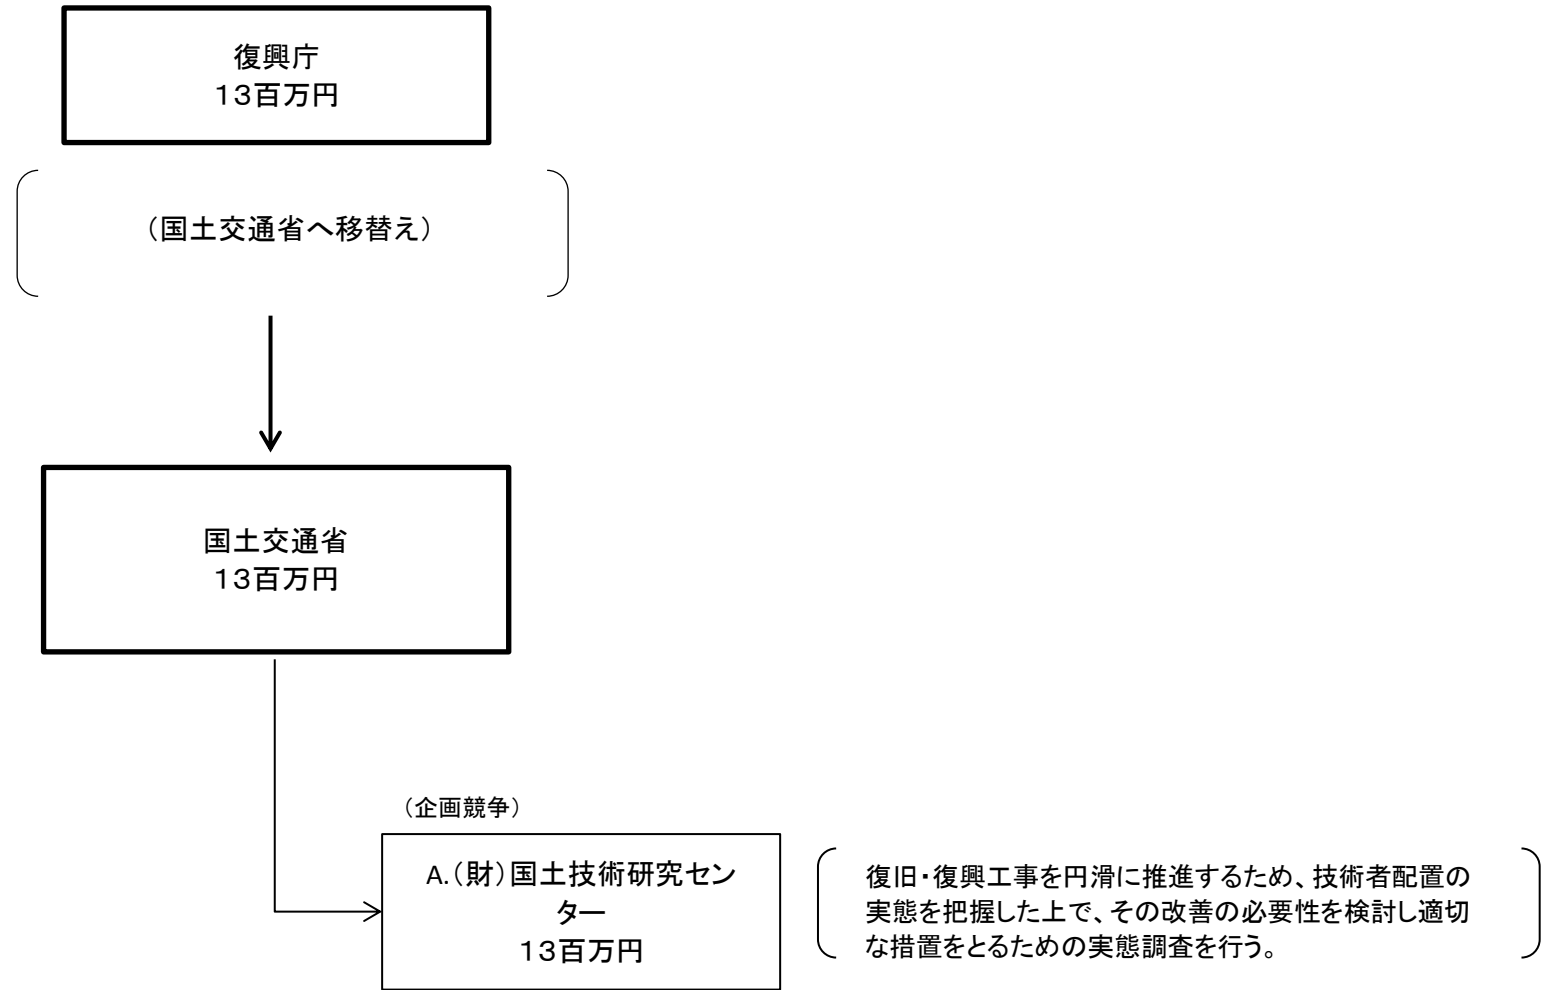 復興庁
１３百万円
（国土交通省へ移替え）
国土交通省
１３百万円
（企画競争）
A.（財）国土技術研究セン
ター
１３百万円
復旧・復興工事を円滑に推進するため、技術者配置の
実態を把握した上で、その改善の必要性を検討し適切
な措置をとるための実態調査を行う。